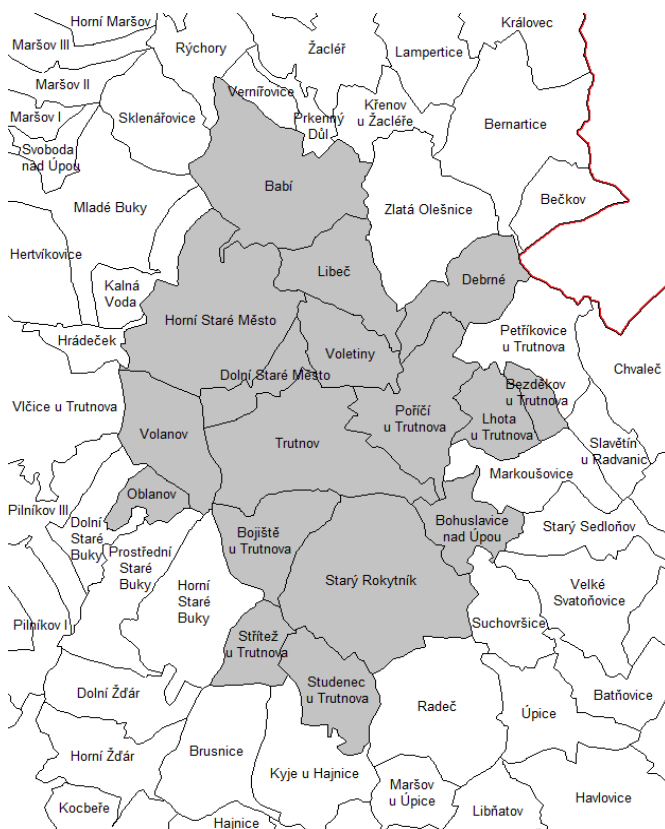 Horní Maršov
Královec
Maršov III
Rýchory
Žacléř
Lampertice
Maršov II
Vernířovice
Maršov I
Sklenářovice
Prkenný
Důl
Křenov
u Žacléře
Bernartice
Svoboda
nad Úpou
Babí
Mladé Buky
Zlatá Olešnice
Bečkov
Hertvíkovice
Libeč
Debrné
Kalná
Voda
Horní Staré Město
Hrádeček
Voletiny
Petříkovice
u Trutnova
Chvaleč
Dolní Staré Mesto
Bezděkov
u Trutnova
Vlčice u Trutnova
Poříčí
u Trutnova
Lhota
u Trutnova
Volanov
Trutnov
Slavětín
u Radvanic
Markoušovice
Oblanov
Pilníkov III
Dolní
Staré
Buky
Bojiště
u Trutnova
Bohuslavice
nad Úpou
Starý Sedloňov
Prostřední
Staré
Buky
Horní
Staré
Buky
Starý Rokytník
Velké
Svatoňovice
Pilníkov I
Suchovršice
Střítež
u Trutnova
Studenec
u Trutnova
Dolní Žďár
Radeč
Úpice
Batňovice
Horní Žďár
Brusnice
Kyje u Hajnice
Maršov
u Úpice
Havlovice
Kocbeře
Hajnice
Libňatov